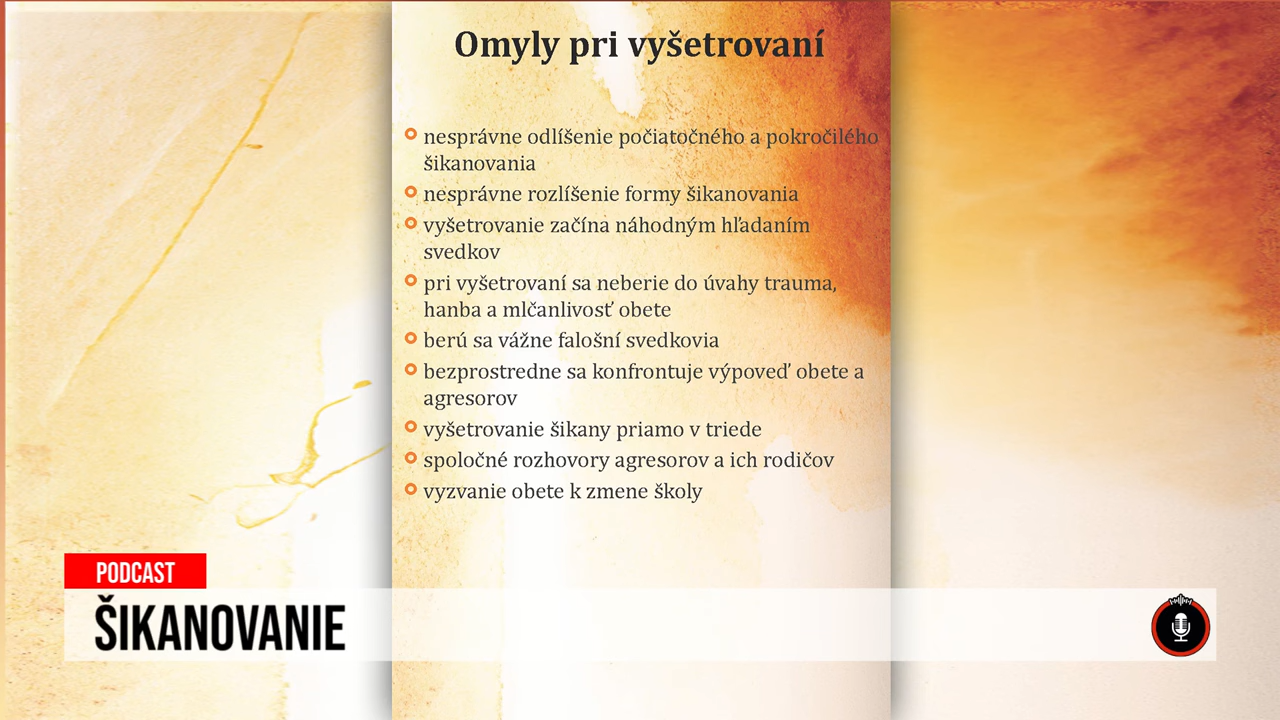 Omyly pri vyšetrovaní
nesprávne odlíšenie počiatočného a pokročilého
šikanovania
nesprávne rozlíšenie formy šikanovania
vyšetrovanie začína náhodným hľadaním
svedkov
pri vyšetrovaní sa neberie do úvahy trauma,
hanba a mlčanlivosť obete
berú sa vážne falošní svedkovia
bezprostredne sa konfrontuje výpoveď obete a
agresorov
vyšetrovanie šikany priamo v triede
spoločné rozhovory agresorov a ich rodičov
vyzvanie obete k zmene školy
PODCAST
ŠIKANOVANIE